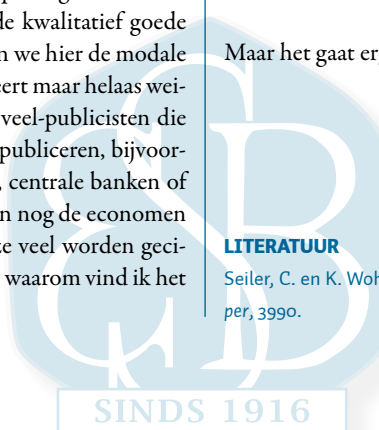 de kwalitatief goede
n we hier de modale
eert maar helaas wei-
veel-publicisten die
publiceren, bijvoor-
, centrale banken of
n nog de economen
ze veel worden geci-
waarom vind ik het
Maar het gaat er
LITERATUUR
Seiler, C. en K. Woh
per, 3990.
ESB
SINDS 1916